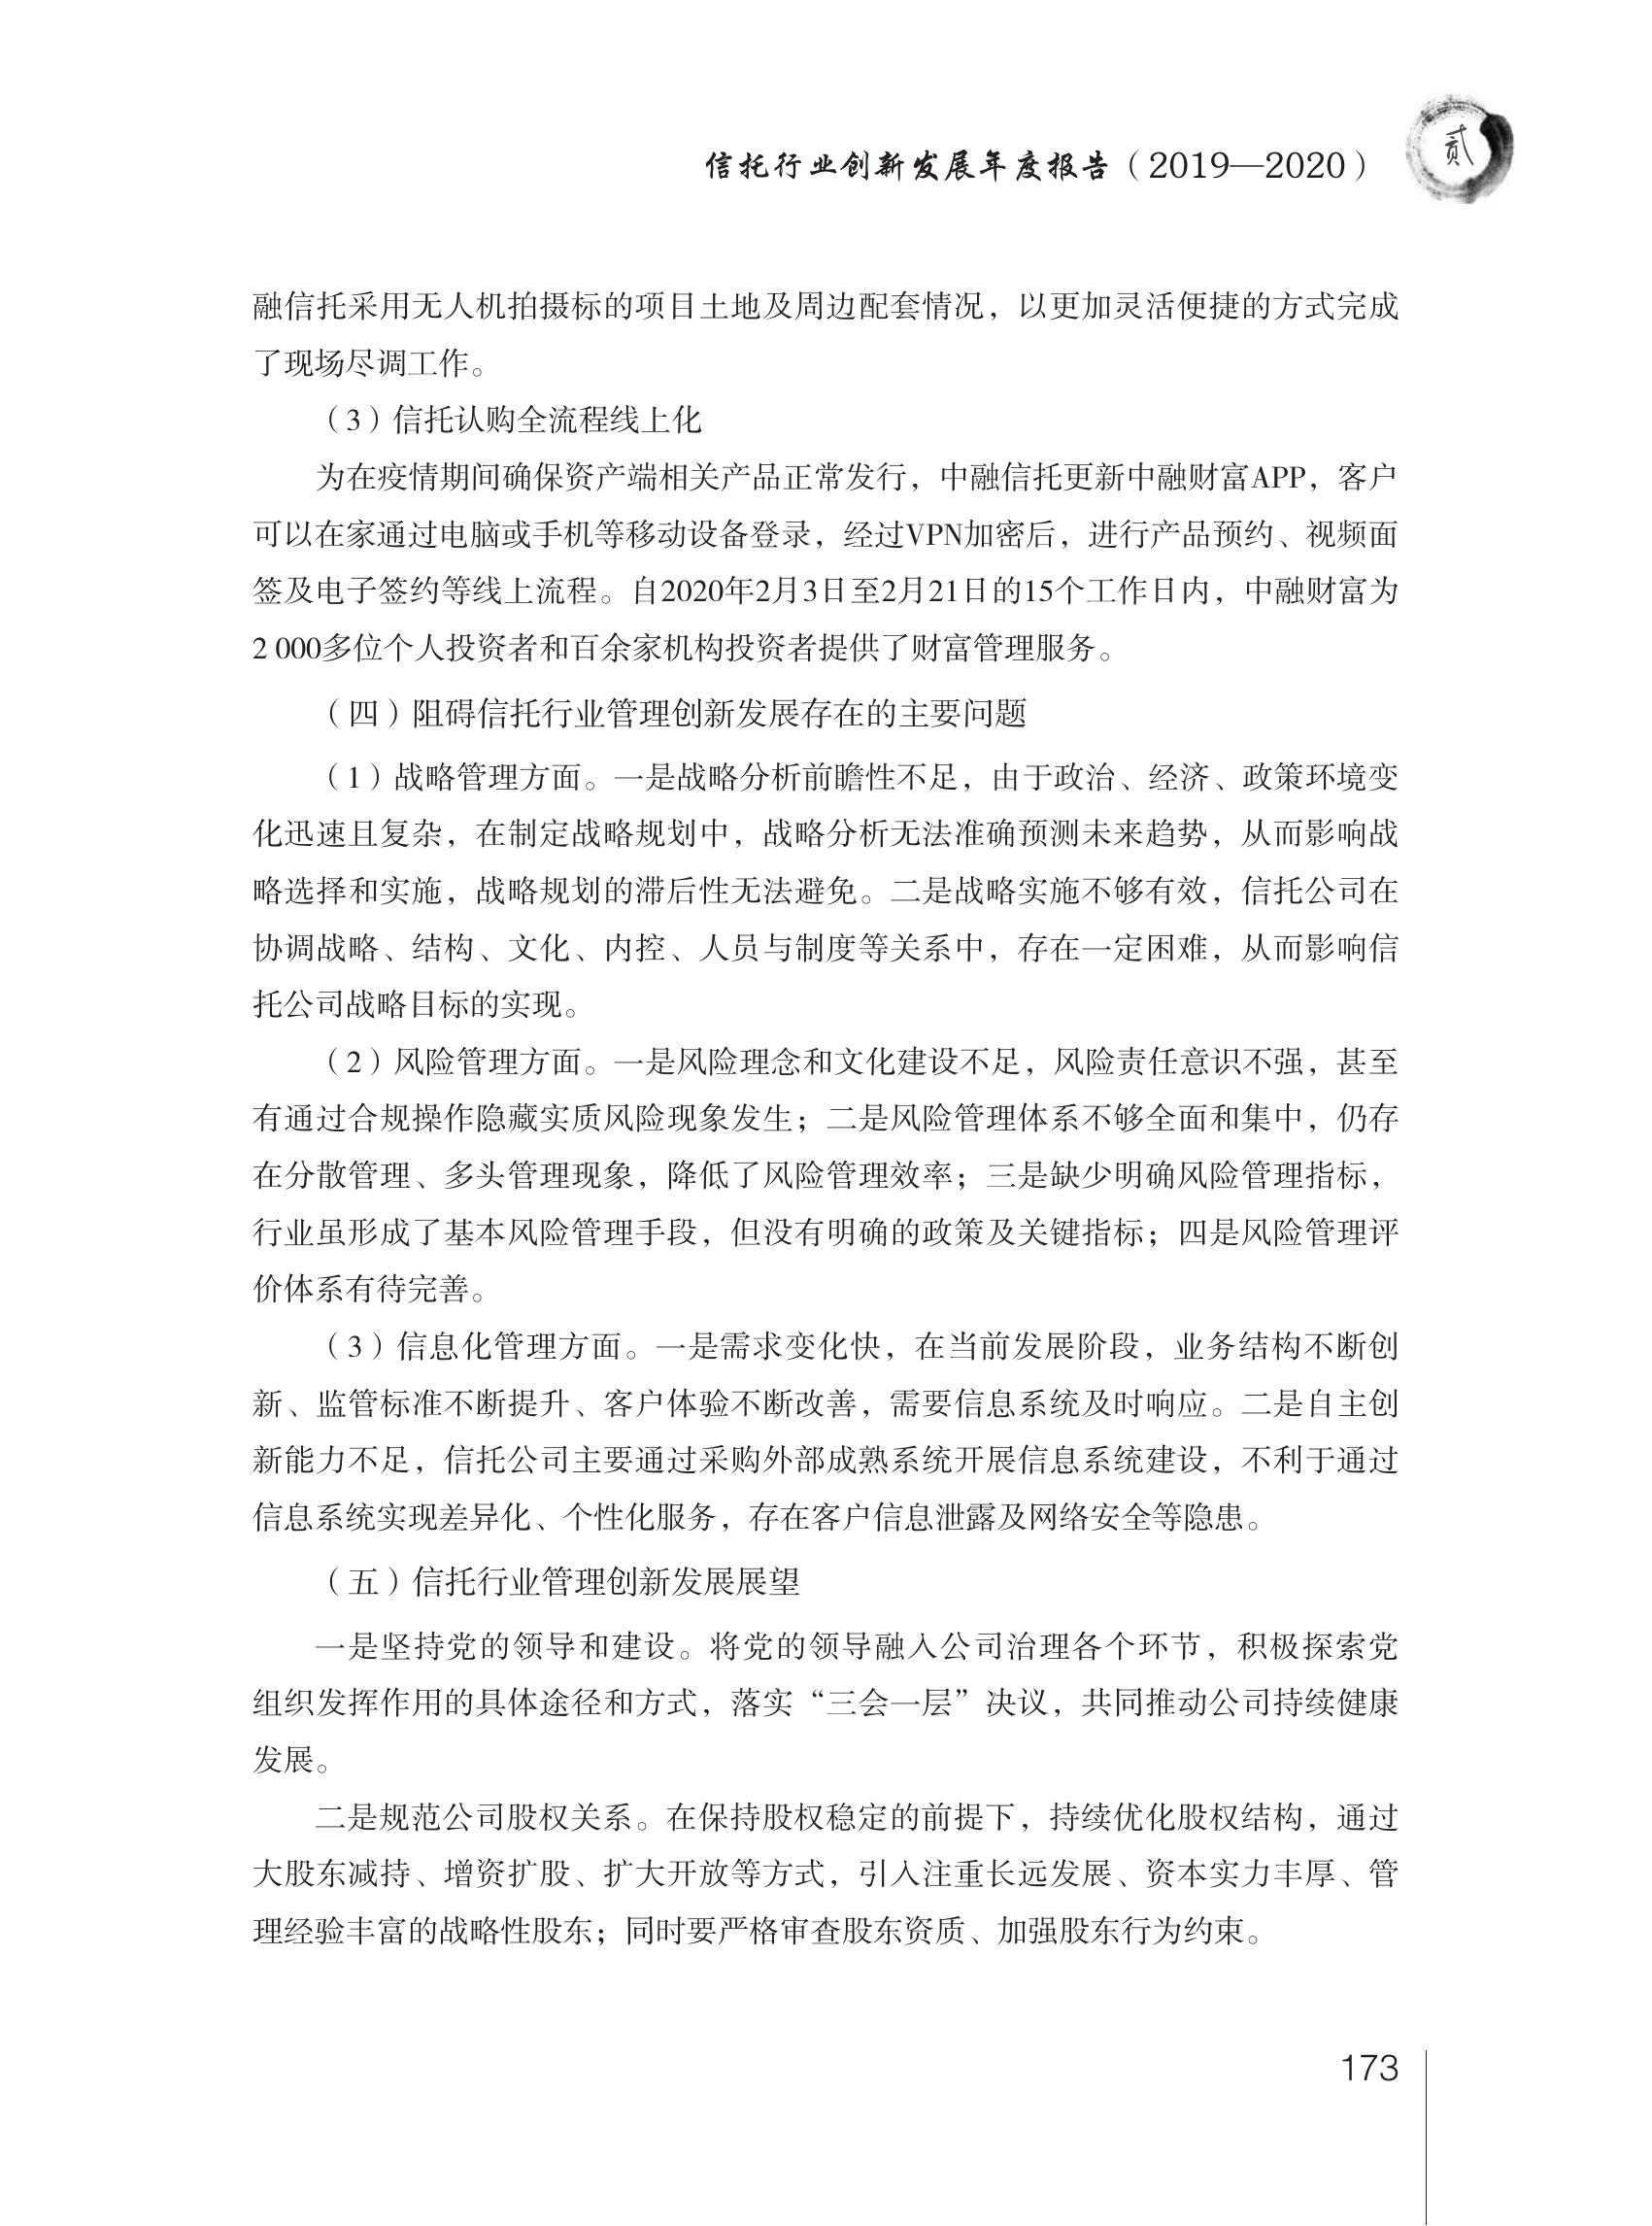 信托行业创新发展年度报告（2019—2020）
贰
融信托采用无人机拍摄标的项目土地及周边配套情况，以更加灵活便捷的方式完成
了现场尽调工作。
（3）信托认购全流程线上化
为在疫情期间确保资产端相关产品正常发行，中融信托更新中融财富APP，客户
可以在家通过电脑或手机等移动设备登录，经过VPN加密后，进行产品预约、视频面
签及电子签约等线上流程。自2020年2月3日至2月21日的15个工作日内，中融财富为
2 000多位个人投资者和百余家机构投资者提供了财富管理服务。
（四）阻碍信托行业管理创新发展存在的主要问题
（1）战略管理方面。一是战略分析前瞻性不足，由于政治、经济、政策环境变
化迅速且复杂，在制定战略规划中，战略分析无法准确预测未来趋势，从而影响战
略选择和实施，战略规划的滞后性无法避免。二是战略实施不够有效，信托公司在
协调战略、结构、文化、内控、人员与制度等关系中，存在一定困难，从而影响信
托公司战略目标的实现。
（2）风险管理方面。一是风险理念和文化建设不足，风险责任意识不强，甚至
有通过合规操作隐藏实质风险现象发生；二是风险管理体系不够全面和集中，仍存
在分散管理、多头管理现象，降低了风险管理效率；三是缺少明确风险管理指标，
行业虽形成了基本风险管理手段，但没有明确的政策及关键指标；四是风险管理评
价体系有待完善。
（3）信息化管理方面。一是需求变化快，在当前发展阶段，业务结构不断创
新、监管标准不断提升、客户体验不断改善，需要信息系统及时响应。二是自主创
新能力不足，信托公司主要通过采购外部成熟系统开展信息系统建设，不利于通过
信息系统实现差异化、个性化服务，存在客户信息泄露及网络安全等隐患。
（五）信托行业管理创新发展展望
一是坚持党的领导和建设。将党的领导融入公司治理各个环节，积极探索党
组织发挥作用的具体途径和方式，落实“三会一层”决议，共同推动公司持续健康
发展。
二是规范公司股权关系。在保持股权稳定的前提下，持续优化股权结构，通过
大股东减持、增资扩股、扩大开放等方式，引入注重长远发展、资本实力丰厚、管
理经验丰富的战略性股东；同时要严格审查股东资质、加强股东行为约束。
173